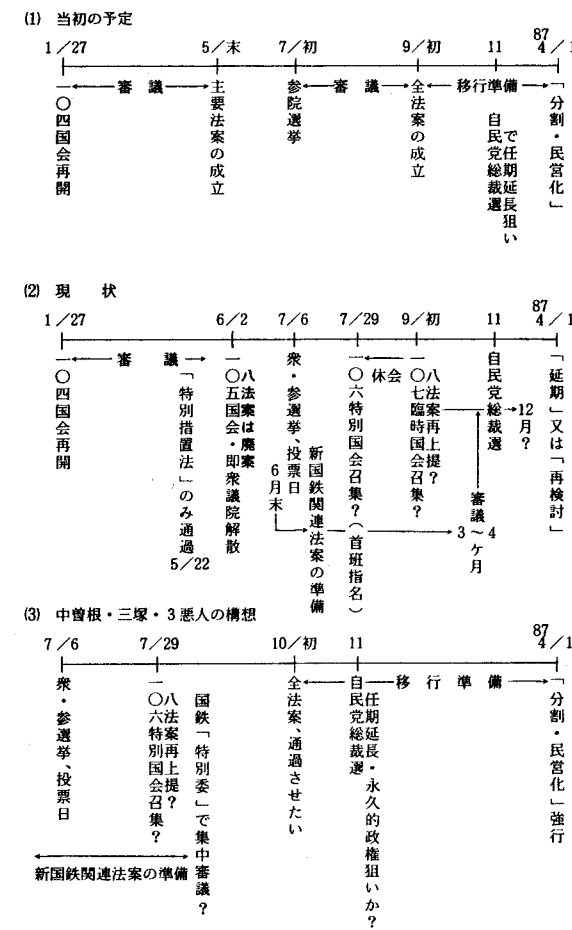 (1) 当初の予定
87
1／27 5／末 7／初 9／初 11 4／1
一〇四国会再開
審議
主要法案の成立
参院選挙
審議
全法案の成立
移行準備
自民党総裁選
で任期延長狙い
「分割・民営化」
(2) 現状
87
1／27 6／2 7／6 7／29 9／初 11 4／1
一〇四国会再開
審議
「特別措置法」のみ通過
5／22
八法案は廃案
一〇五国会・即衆議院解散
衆・参選挙、投票日
6月末
新国鉄関連法案の準備
一〇六特別国会召集？（首班指名）
休会
八法案再上提？
一〇七臨時国会召集？
審議
3～4
ケ月
自民党総裁選
12月？
「延期」又は「再検討」
(3) 中曽根・三塚・3悪人の構想
87
7／6 7／29 10／初 11 4／1
衆・参選挙、投票日
八法案再上提？
一〇六特別国会召集？
国鉄「特別委」で集中審議？
新国鉄関連法案の準備
全法案、通過させたい
移行準備
自民党総裁選
任期延長・永久的政権狙いか？
「分割・民営化」強行